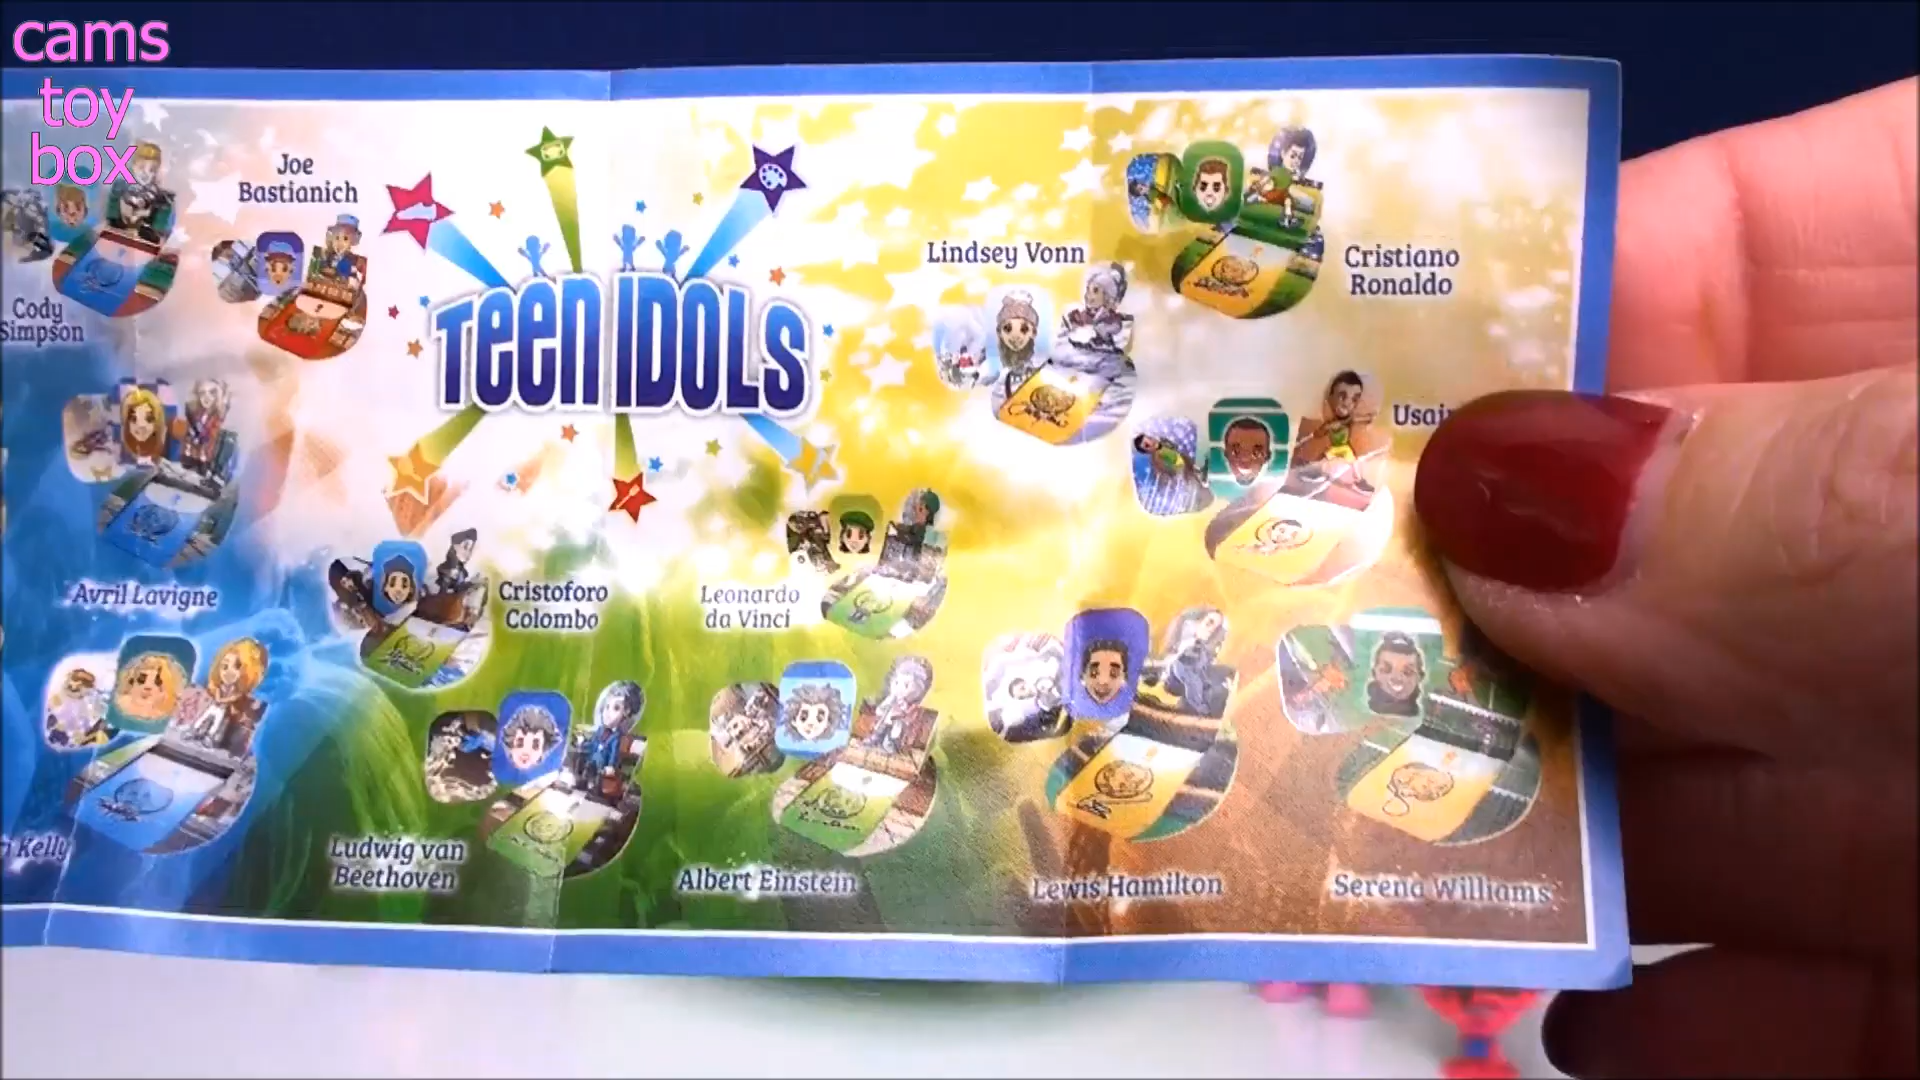 cams
toy
box
Joe
Bastianich
Cody
Simpson
TEEN IDOLS
Lindsey Vonn
Cristiano
Ronaldo
Avril Lavigne
Cristoforo
Colombo
Leonardo
da Vinci
Kelly
Ludwig van
Beethoven
Albert Einstein
Lewis Hamilton
Serena Williams